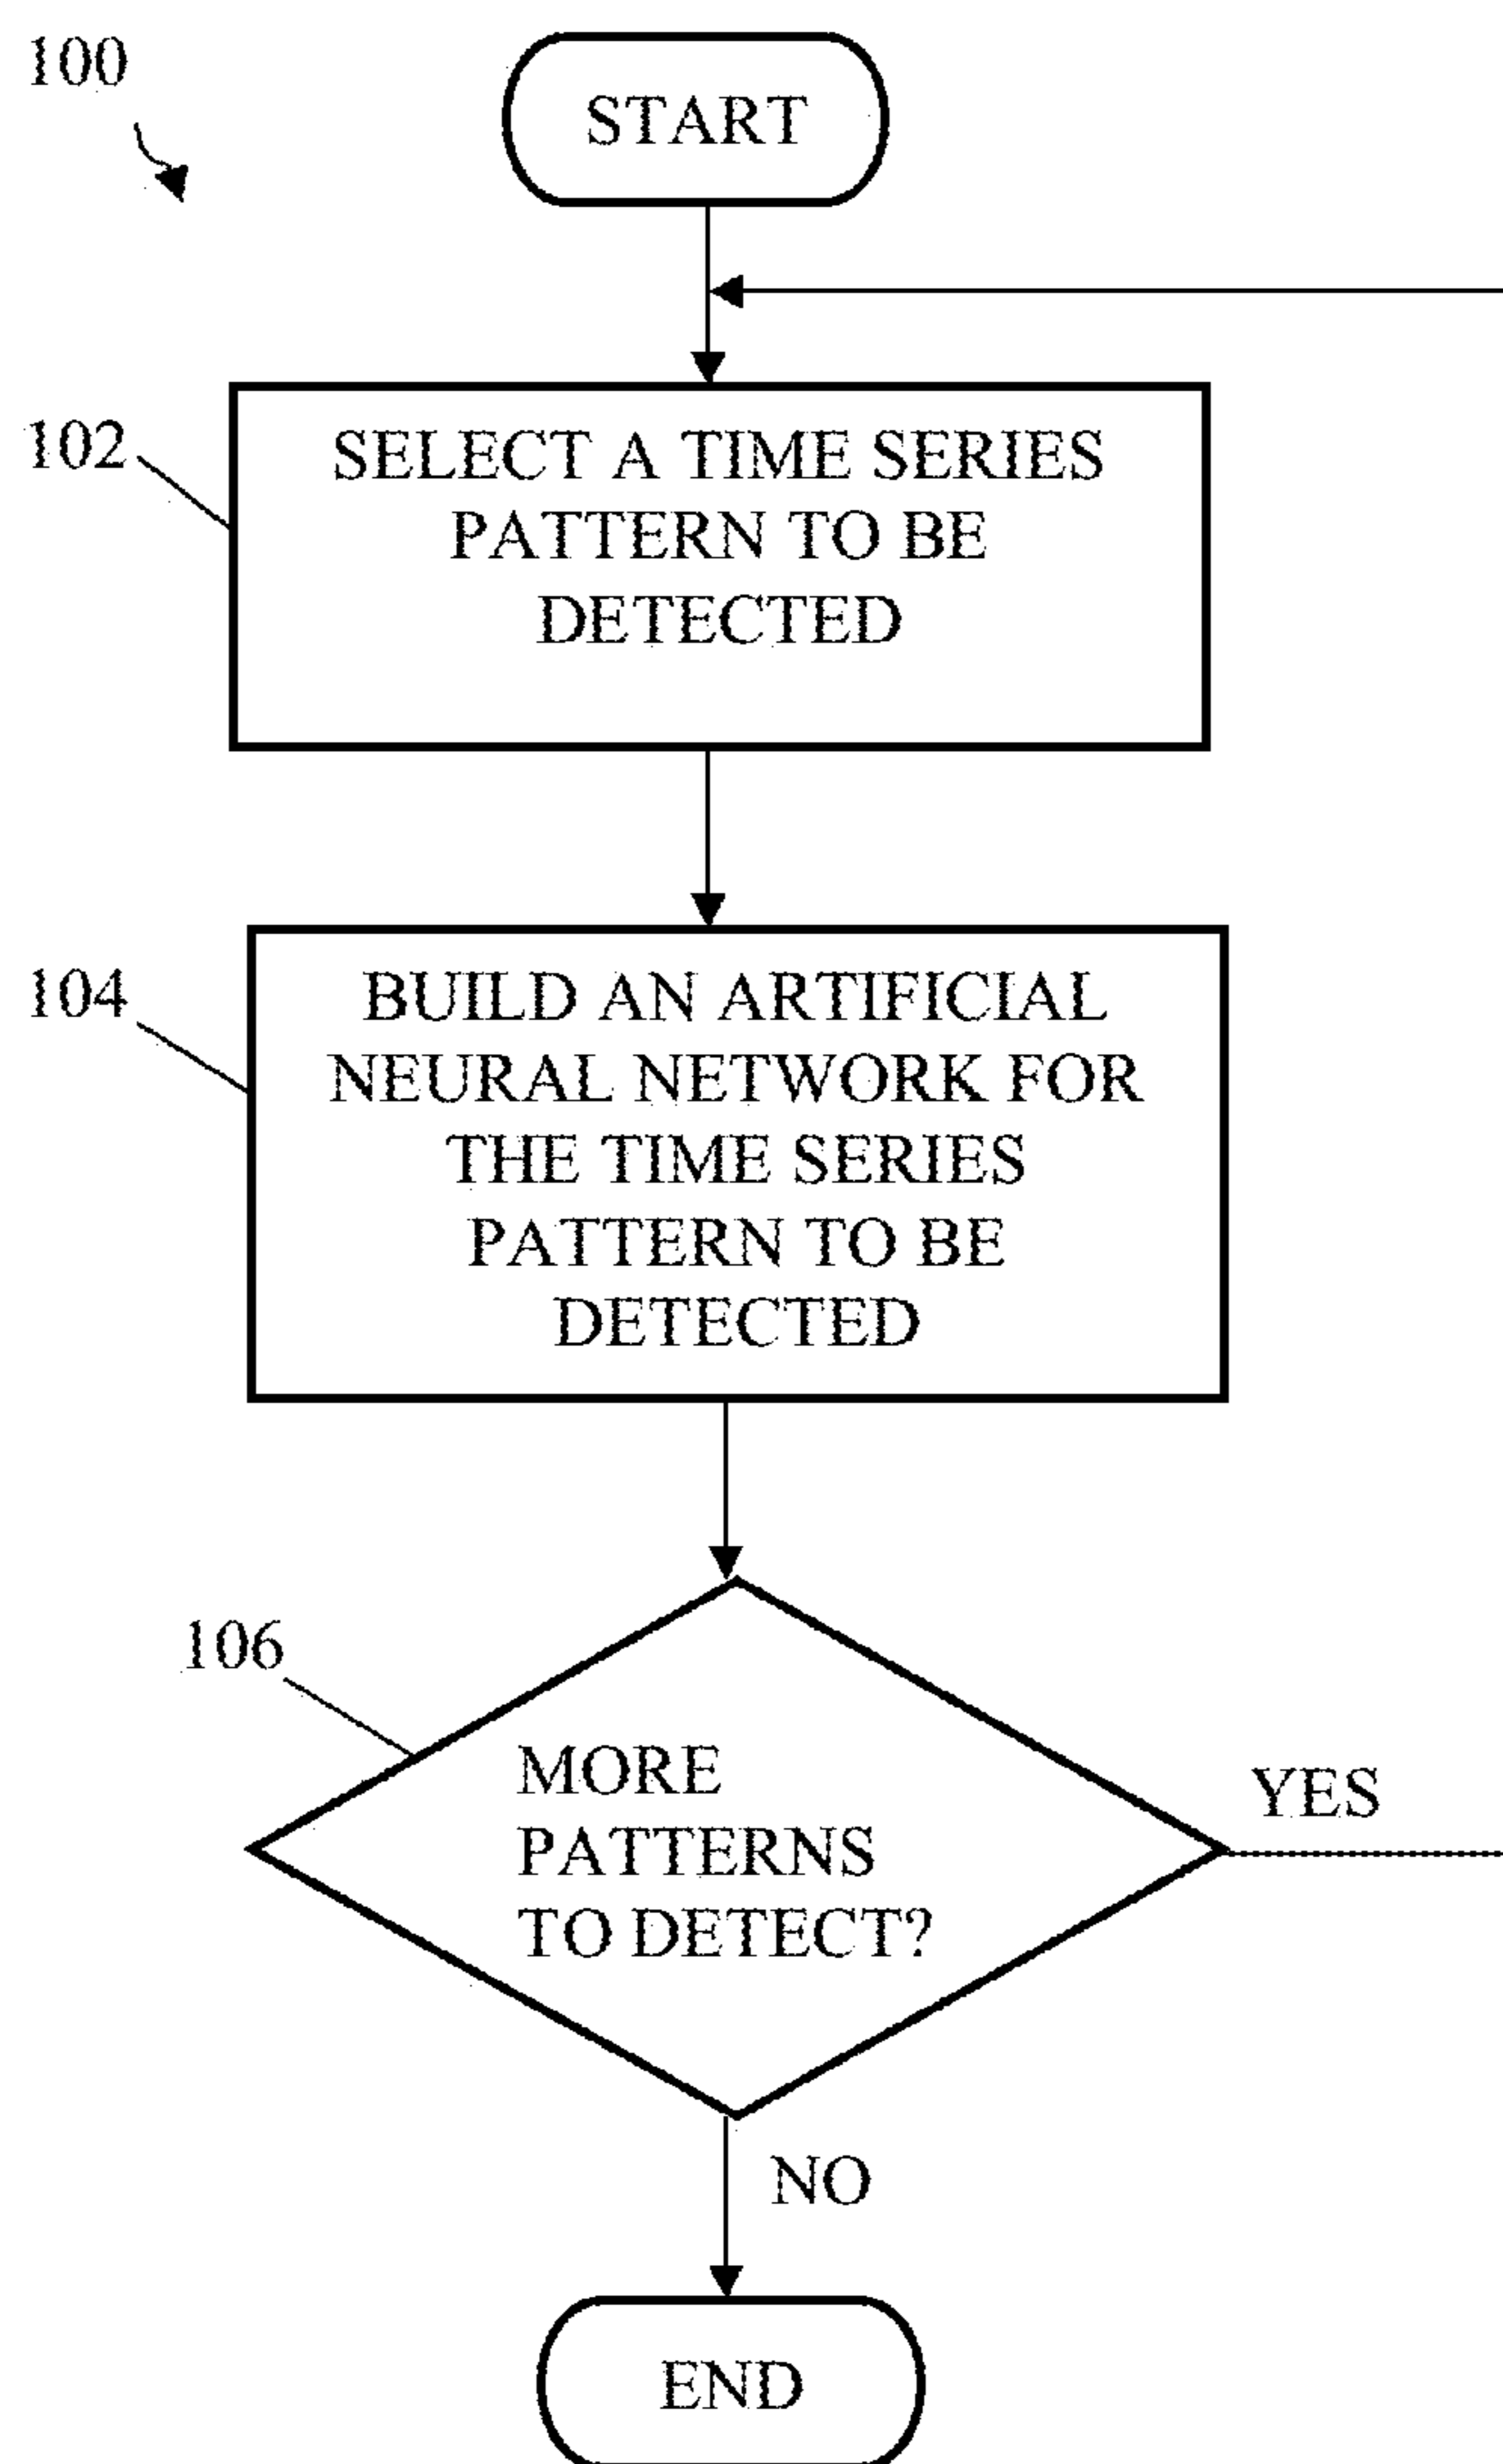 100
START
102
SELECT A TIME SERIES
PATTERN TO BE
DETECTED
104
BUILD AN ARTIFICIAL
NEURAL NETWORK FOR
THE TIME SERIES
PATTERN TO BE
DETECTED
106
MORE
PATTERNS
TO DETECT?
YES
NO
END